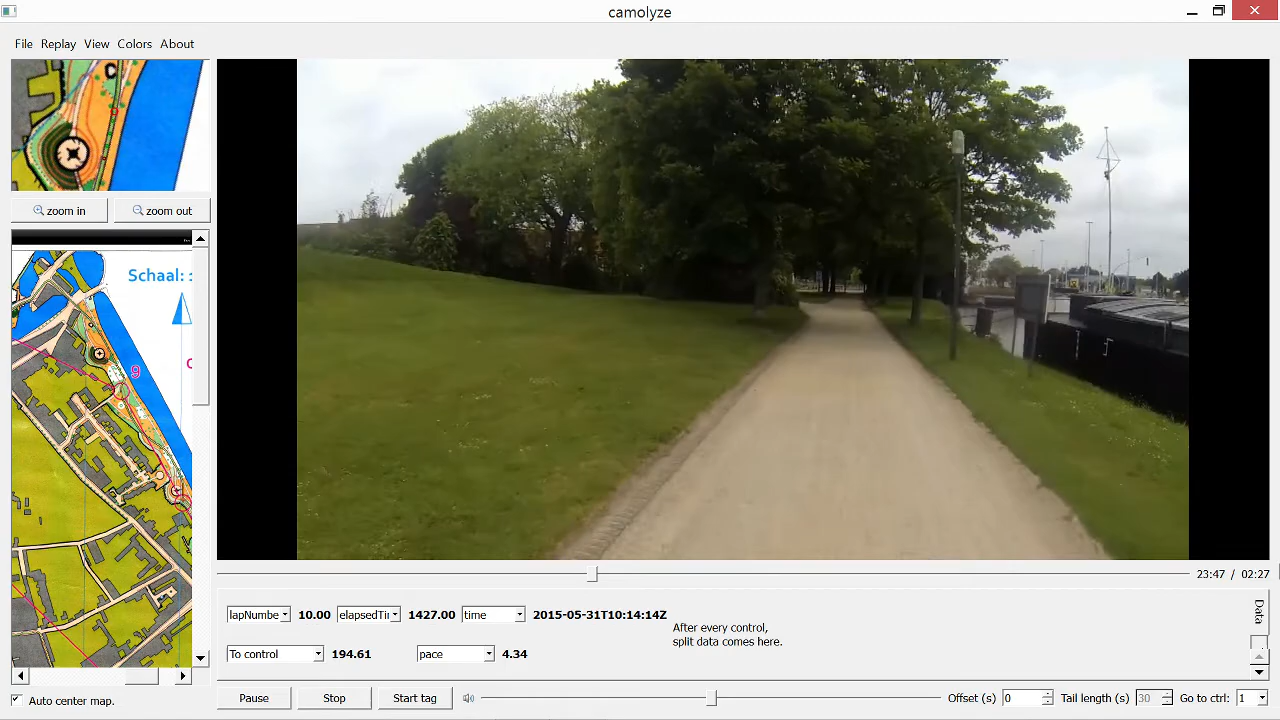 camolyze
File Replay View Colors About
zoom in zoom out
Schaal: 1
9
23:47 / 02:27
lapNumbe 10.00 elapsedTi 1427.00 time 2015-05-31T10:14:14Z
After every control,
split data comes here.
To control 194.61 pace 4.34
Data
Auto center map.
Pause Stop Start tag Offset (s) 0 Tail length (s) 30 Go to ctrl: 1